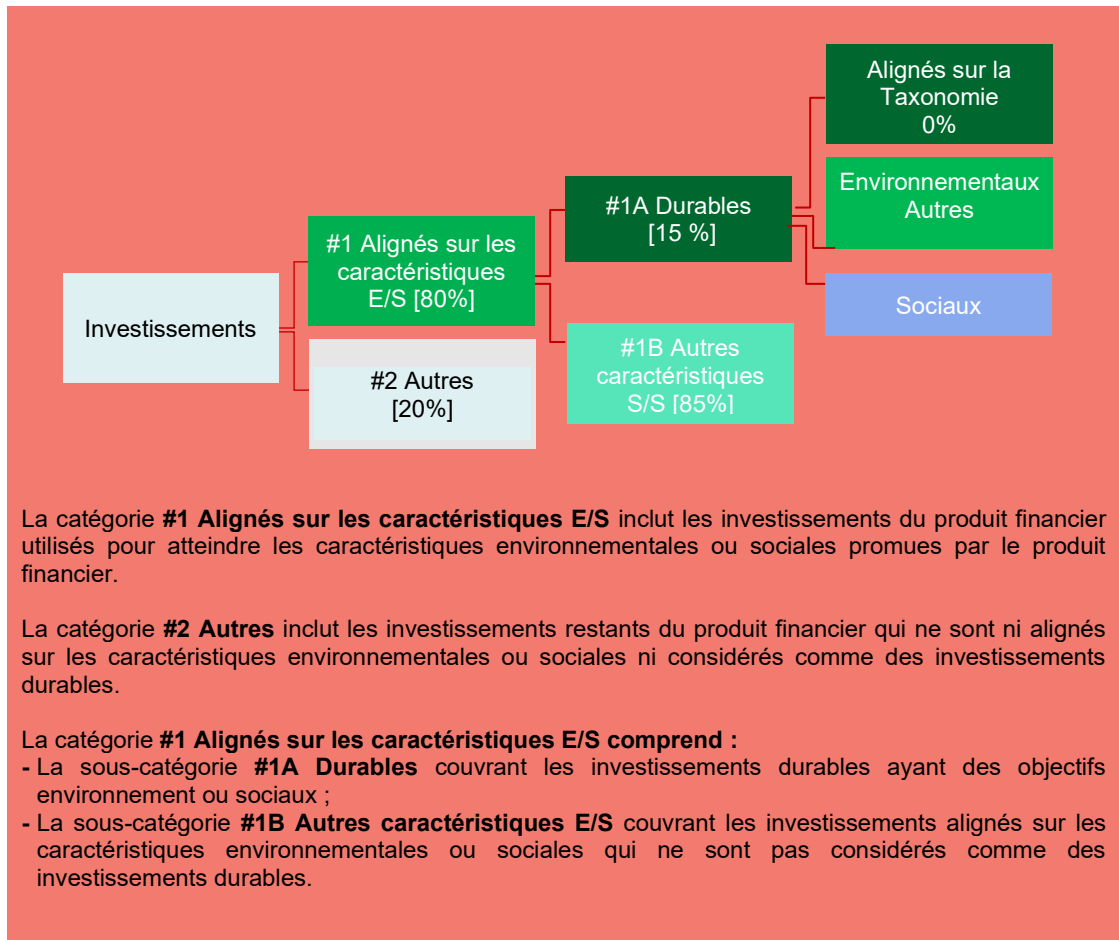 Alignés sur la
Taxonomie
0%
Environnementaux
Autres
#1A Durables
[15 %]
#1 Alignés sur les
caractéristiques
E/S [80%]
Sociaux
Investissements
#1B Autres
caractéristiques
S/S [85%]
#2 Autres
[20%]
La catégorie #1 Alignés sur les caractéristiques E/S inclut les investissements du produit financier
utilisés pour atteindre les caractéristiques environnementales ou sociales promues par le produit
financier.
La catégorie #2 Autres inclut les investissements restants du produit financier qui ne sont ni alignés
sur les caractéristiques environnementales ou sociales ni considérés comme des investissements
durables.
La catégorie #1 Alignés sur les caractéristiques E/S comprend :
- La sous-catégorie #1A Durables couvrant les investissements durables ayant des objectifs
environnement ou sociaux ;
- La sous-catégorie #1B Autres caractéristiques E/S couvrant les investissements alignés sur les
caractéristiques environnementales ou sociales qui ne sont pas considérés comme des
investissements durables.